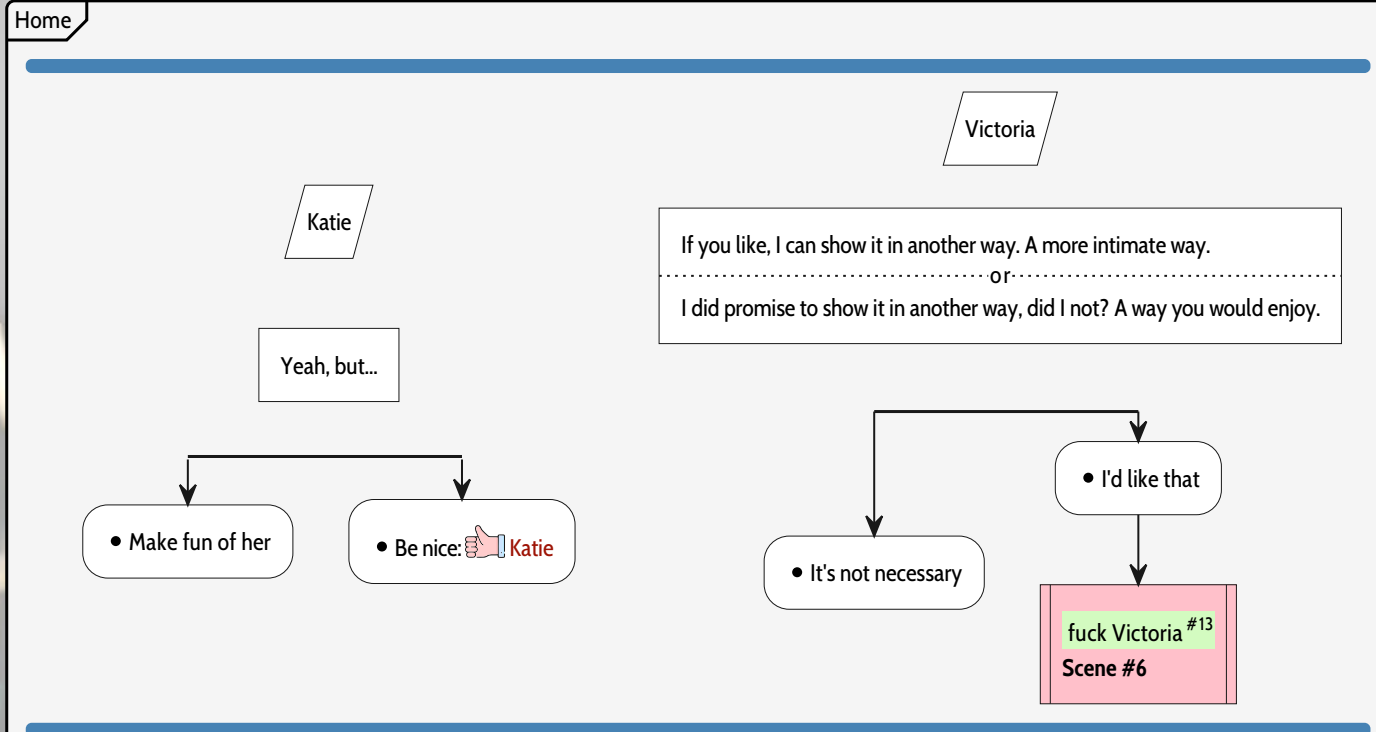 Home
Victoria
Katie
If you like, I can show it in another way. A more intimate way.
or
I did promise to show it in another way, did I not? A way you would enjoy.
Yeah, but...
• I'd like that
• Make fun of her
• Be nice: Katie
• It's not necessary
fuck Victoria #13
Scene #6